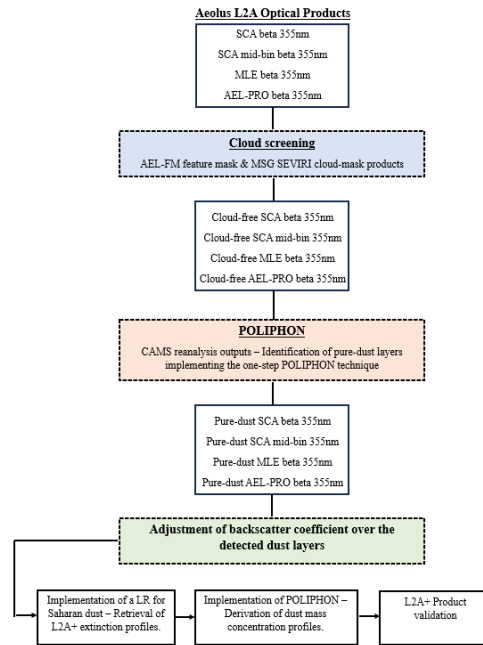 Aeolus L2A Optical Products
SCA beta 355nm
SCA mid-bin beta 355nm
MLE beta 355nm
AEL-PRO beta 355nm
Cloud screening
AEL-FM feature mask & MSG SEVIRI cloud-mask products
Cloud-free SCA beta 355nm
Cloud-free SCA mid-bin 355nm
Cloud-free MLE beta 355nm
Cloud-free AEL-PRO beta 355nm
POLIPHON
CAMS reanalysis outputs – Identification of pure-dust layers
implementing the one-step POLIPHON technique
Pure-dust SCA beta 355nm
Pure-dust SCA mid-bin 355nm
Pure-dust MLE beta 355nm
Pure-dust AEL-PRO beta 355nm
Adjustment of backscatter coefficient over the
detected dust layers
Implementation of a LR for
Saharan dust – Retrieval of
L2A+ extinction profiles.
Implementation of POLIPHON –
Derivation of dust mass
concentration profiles.
L2A+ Product
validation